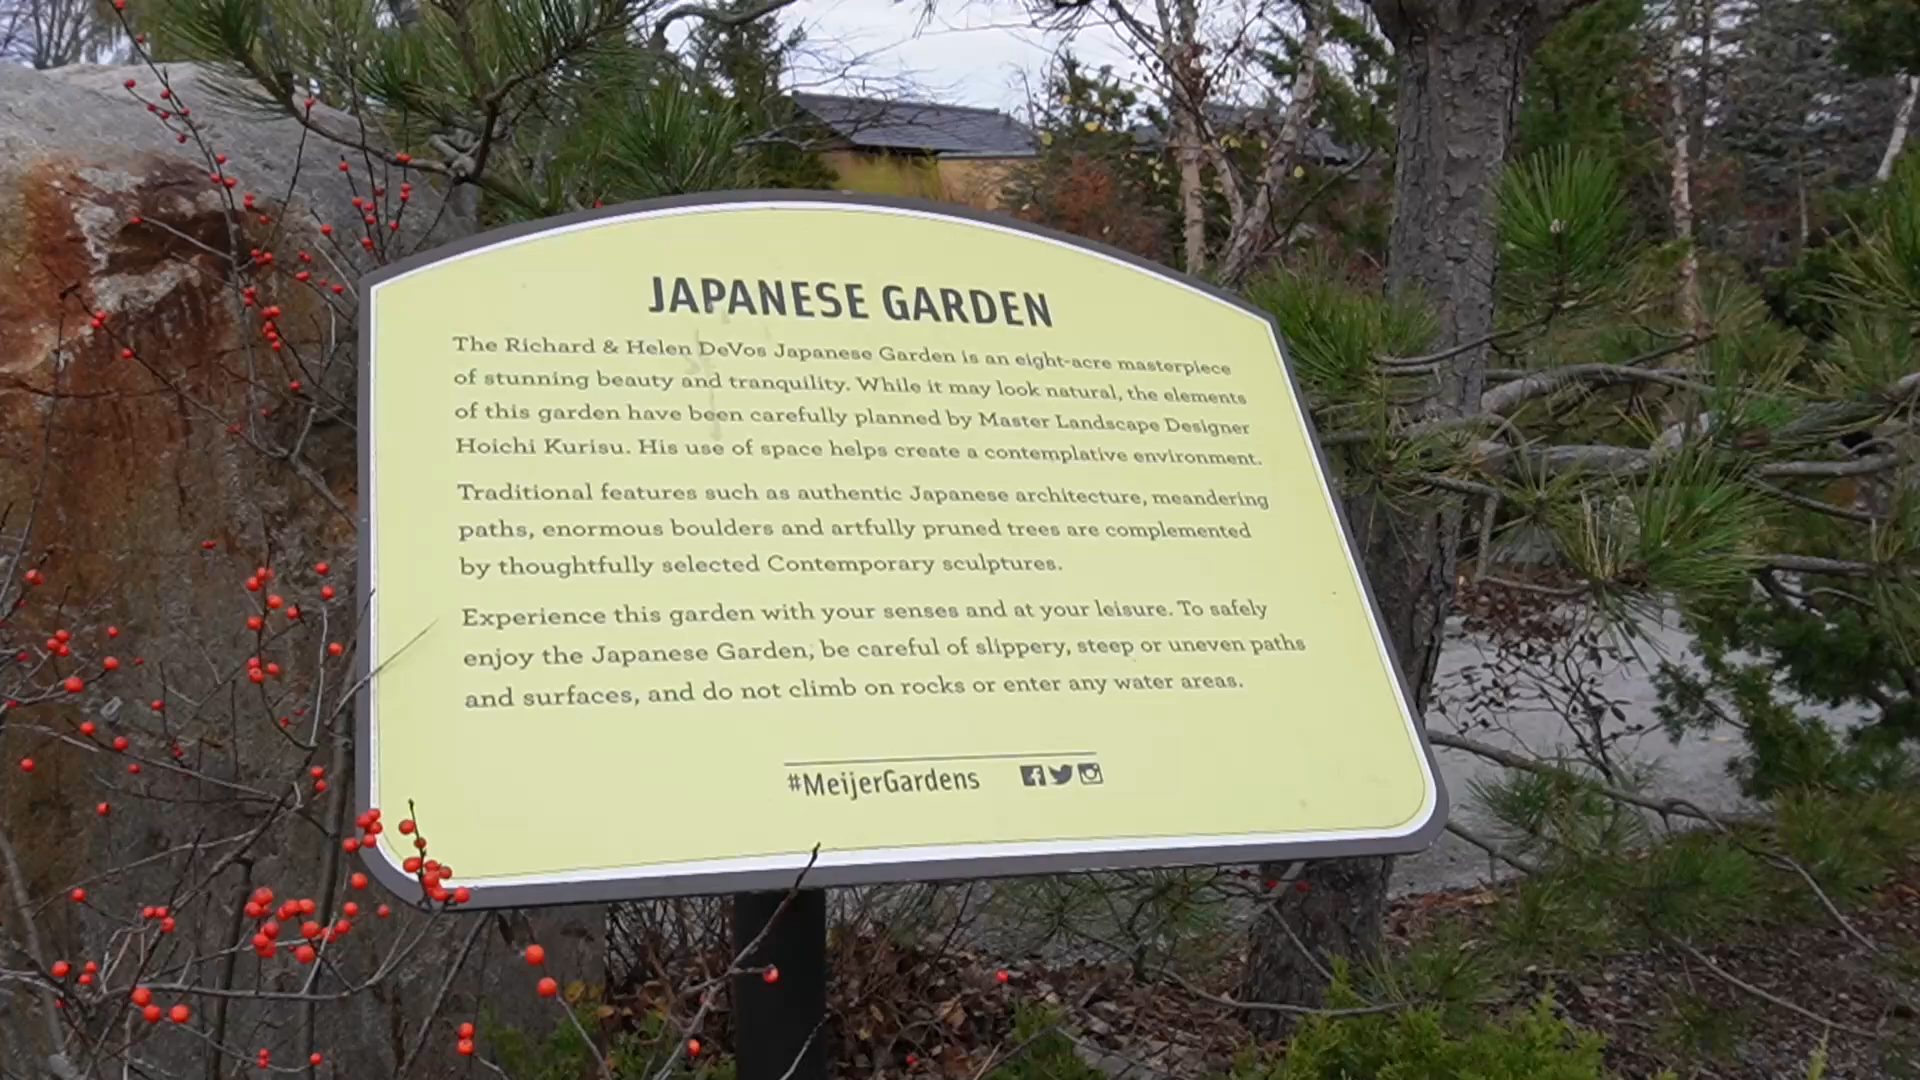 JAPANESE GARDEN
The Richard & Helen DeVos Japanese Garden is an eight-acre masterpiece
of stunning beauty and tranquility. While it may look natural, the elements
of this garden have been carefully planned by Master Landscape Designer
Hoichi Kurisu. His use of space helps create a contemplative environment.
Traditional features such as authentic Japanese architecture, meandering
paths, enormous boulders and artfully pruned trees are complemented
by thoughtfully selected Contemporary sculptures.
Experience this garden with your senses and at your leisure. To safely
enjoy the Japanese Garden, be careful of slippery, steep or uneven paths
and surfaces, and do not climb on rocks or enter any water areas.
#MeijerGardens